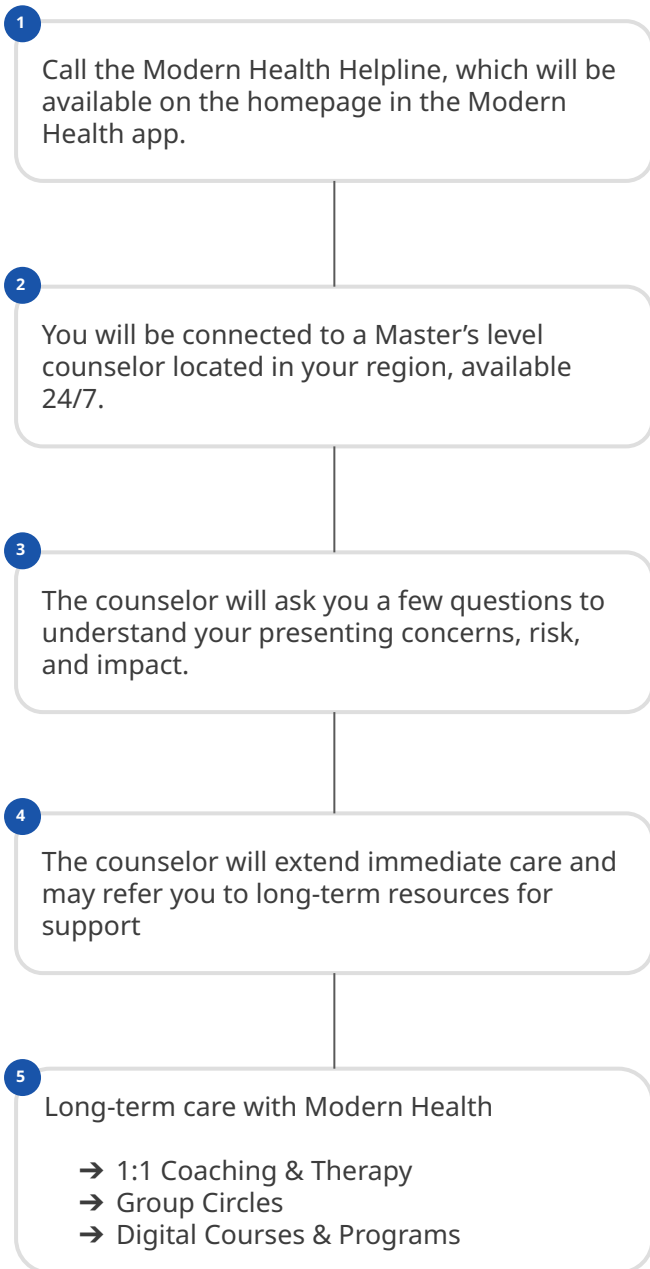 1
Call the Modern Health Helpline, which will be
available on the homepage in the Modern
Health app.
2
You will be connected to a Master’s level
counselor located in your region, available
24/7.
3
The counselor will ask you a few questions to
understand your presenting concerns, risk,
and impact.
4
The counselor will extend immediate care and
may refer you to long-term resources for
support
5
Long-term care with Modern Health
➔ 1:1 Coaching & Therapy
➔ Group Circles
➔ Digital Courses & Programs